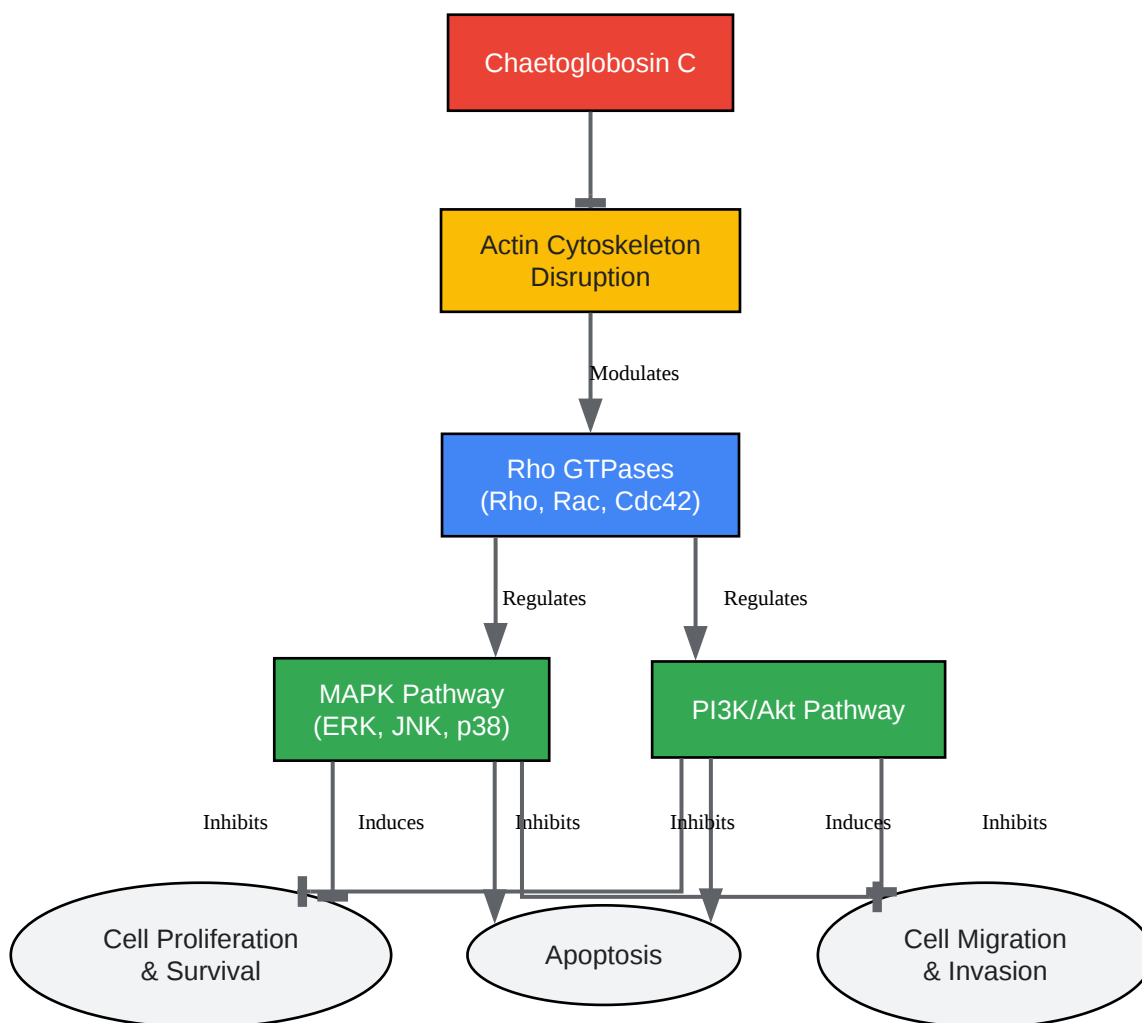 Chaetoglobosin C
Actin Cytoskeleton
Disruption
Modulates
Rho GTPases
(Rho, Rac, Cdc42)
Regulates
Regulates
MAPK Pathway
(ERK, JNK, p38)
PI3K/Akt Pathway
Inhibits
Induces
Inhibits
Inhibits
Induces
Inhibits
Cell Proliferation
& Survival
Apoptosis
Cell Migration
& Invasion